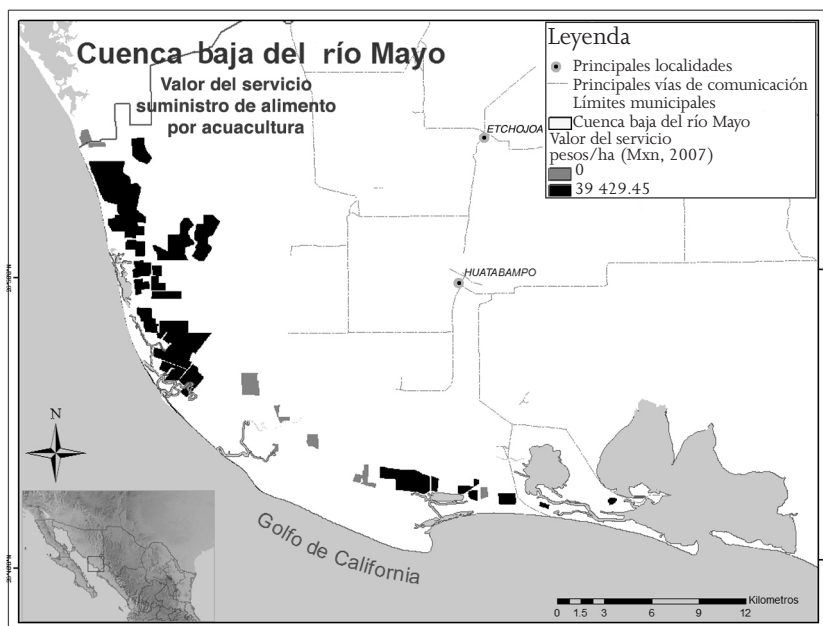 Cuenca baja del río Mayo
Valor del servicio
suministro de alimento
por acuacultura
Leyenda
Principales localidades
Principales vías de comunicación
Límites municipales
Cuenca baja del río Mayo
Valor del servicio
pesos/ha (Mxn, 2007)
0
39 429.45
ETCHOJOA
HUATABAMPO
N
Golfo de California
Kilometros
0 1.5 3 6 9 12